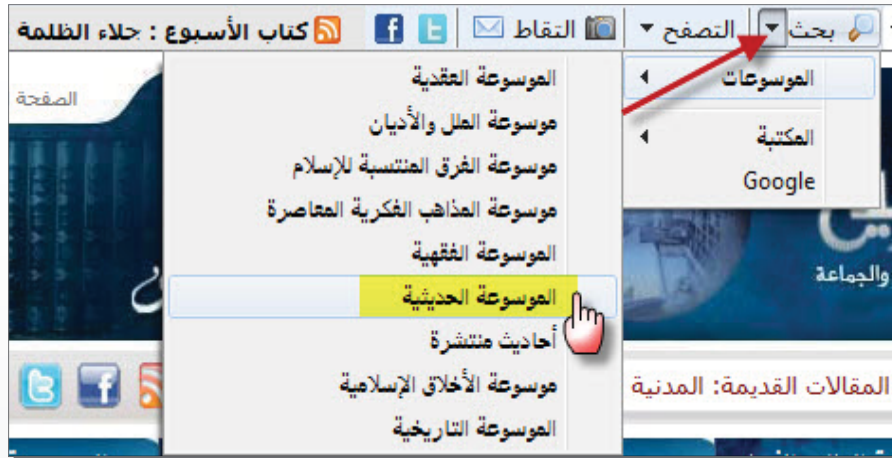 بحث التصفح التقاط كتاب الأسبوع : جلاء الظلمة
الموسوعات
المكتبة
Google
الموسوعة العقدية
موسوعة الملل والأديان
موسوعة الفرق المنتسبة للإسلام
موسوعة المذاهب الفكرية المعاصرة
الموسوعة الفقهية
الموسوعة الحديثية
أحاديث منتشرة
موسوعة الأخلاق الإسلامية
الموسوعة التاريخية
الصفحة
والجماعة
المقالات القديمة: المدنية